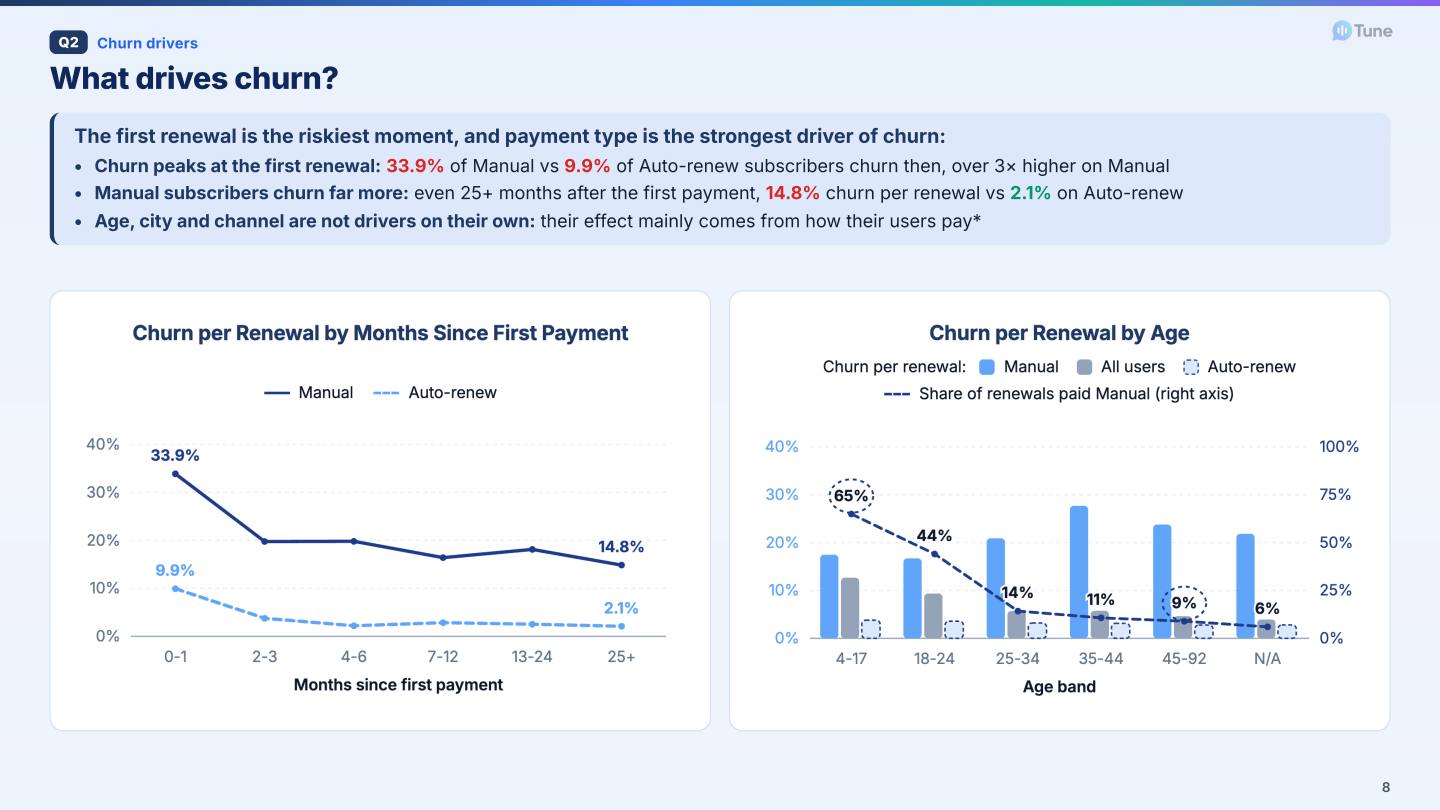 Q2 Churn drivers
Tune
What drives churn?
The first renewal is the riskiest moment, and payment type is the strongest driver of churn:
• Churn peaks at the first renewal: 33.9% of Manual vs 9.9% of Auto-renew subscribers churn then, over 3× higher on Manual
• Manual subscribers churn far more: even 25+ months after the first payment, 14.8% churn per renewal vs 2.1% on Auto-renew
• Age, city and channel are not drivers on their own: their effect mainly comes from how their users pay*
Churn per Renewal by Months Since First Payment
Manual Auto-renew
40%
30%
20%
10%
0%
33.9%
14.8%
9.9%
2.1%
0-1 2-3 4-6 7-12 13-24 25+
Months since first payment
Churn per Renewal by Age
Churn per renewal: Manual All users Auto-renew
Share of renewals paid Manual (right axis)
40%
30%
20%
10%
0%
100%
75%
50%
25%
0%
65%
44%
14%
11%
9%
6%
4-17 18-24 25-34 35-44 45-92 N/A
Age band
8